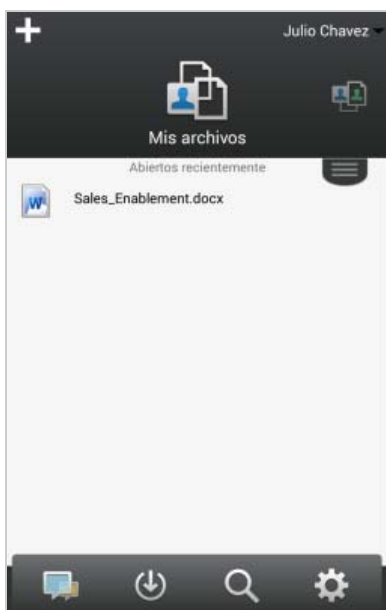 Julio Chavez
Mis archivos
Abiertos recientemente
Sales_Enablement.docx